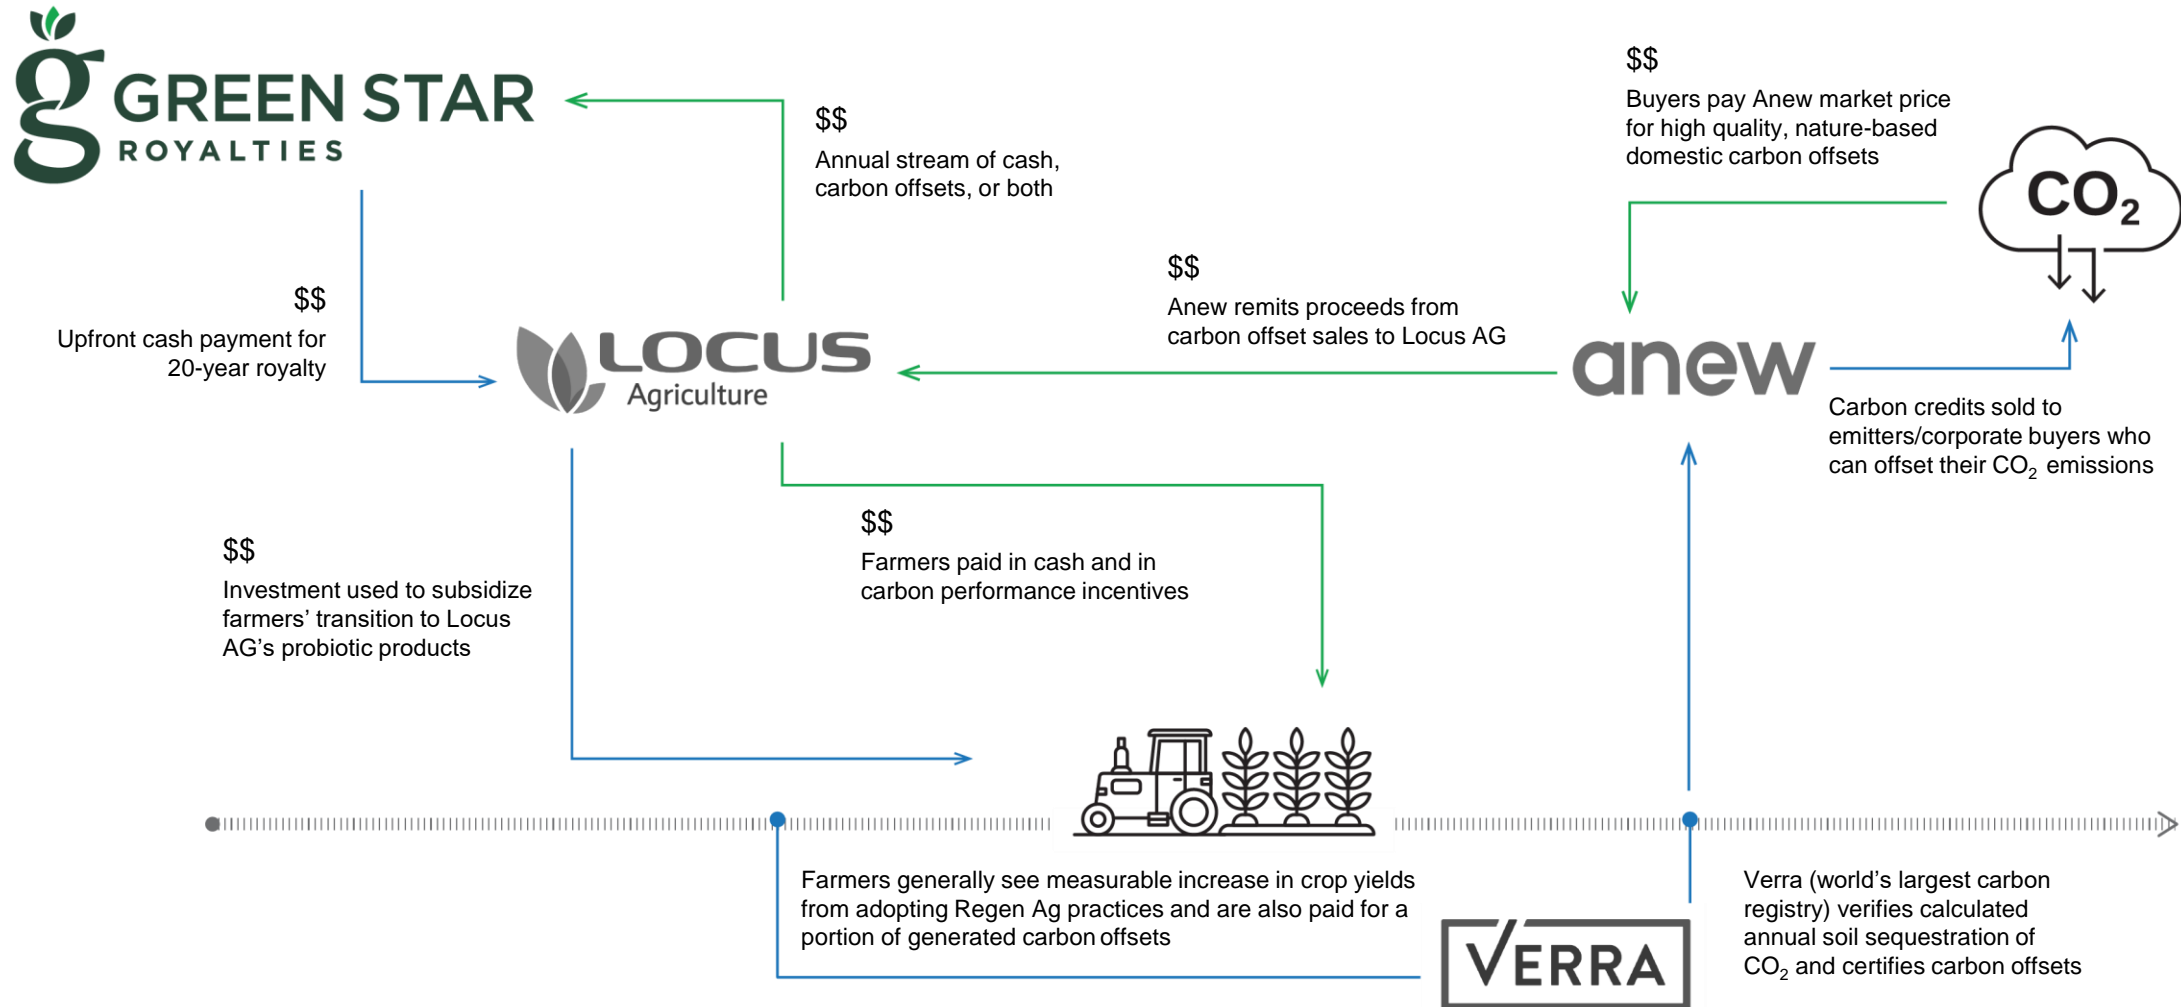 GREEN STAR
ROYALTIES
$$
Annual stream of cash,
carbon offsets, or both
$$
Buyers pay Anew market price
for high quality, nature-based
domestic carbon offsets
CO₂
$$
Upfront cash payment for
20-year royalty
LOCUS
Agriculture
$$
Anew remits proceeds from
carbon offset sales to Locus AG
anew
Carbon credits sold to
emitters/corporate buyers who
can offset their CO₂ emissions
$$
Investment used to subsidize
farmers’ transition to Locus
AG’s probiotic products
$$
Farmers paid in cash and in
carbon performance incentives
Farmers generally see measurable increase in crop yields
from adopting Regen Ag practices and are also paid for a
portion of generated carbon offsets
VERRA
Verra (world’s largest carbon
registry) verifies calculated
annual soil sequestration of
CO₂ and certifies carbon offsets